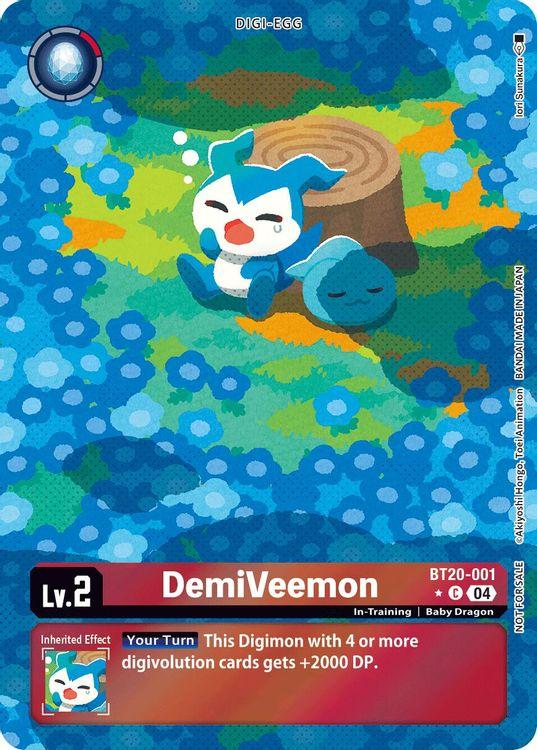 DIGI-EGG
Iori Sunakura
©Akiyoshi Hongo, Toei Animation BANDAI MADE IN JAPAN
NOT FOR SALE
Lv.2
DemiVeemon
BT20-001
★ C 04
In-Training | Baby Dragon
Inherited Effect
Your Turn This Digimon with 4 or more
digivolution cards gets +2000 DP.